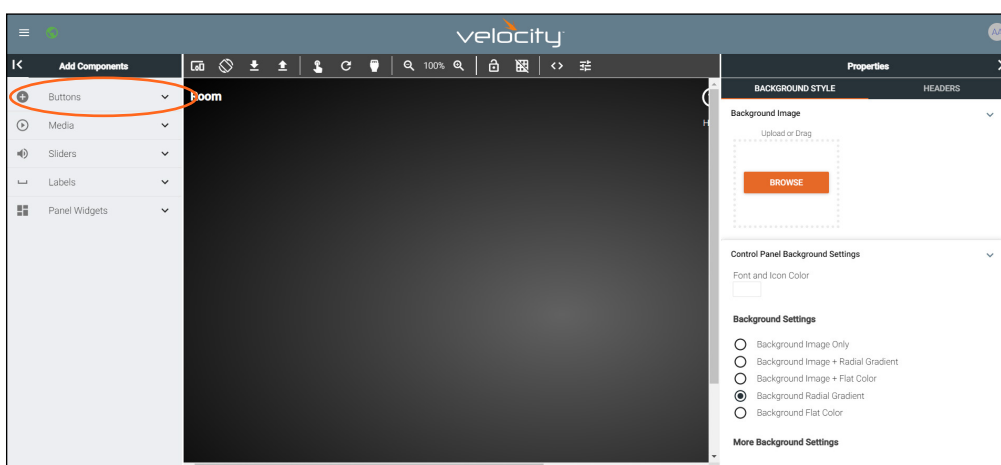 velocity
AA
Add Components
100%
Properties
Buttons
Media
Sliders
Labels
Panel Widgets
Room
H
BACKGROUND STYLE
HEADERS
Background Image
Upload or Drag
BROWSE
Control Panel Background Settings
Font and Icon Color
Background Settings
Background Image Only
Background Image + Radial Gradient
Background Image + Flat Color
Background Radial Gradient
Background Flat Color
More Background Settings